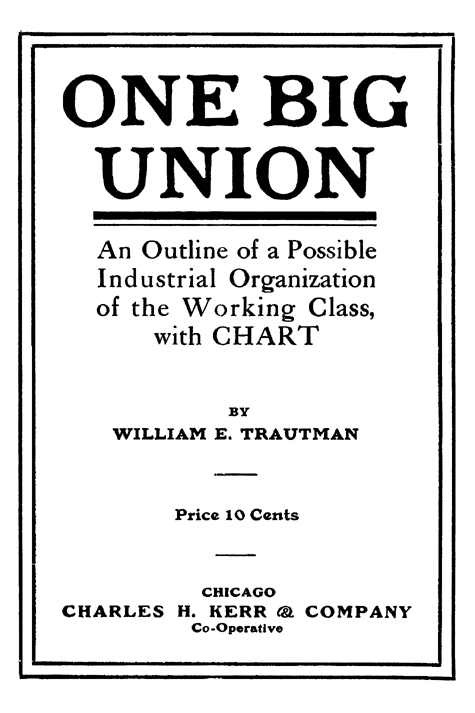 ONE BIG
UNION
An Outline of a Possible
Industrial Organization
of the Working Class,
with CHART
BY
WILLIAM E. TRAUTMAN
Price 10 Cents
CHICAGO
CHARLES H. KERR & COMPANY
Co-Operative